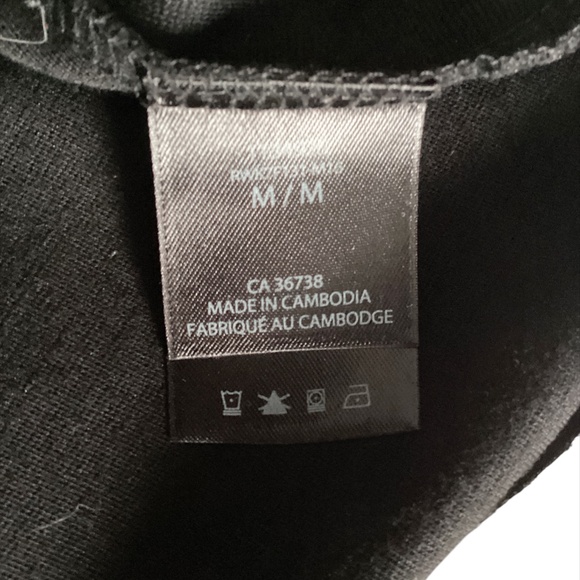 M / M
CA 36738
MADE IN CAMBODIA
FABRIQUÉ AU CAMBODGE